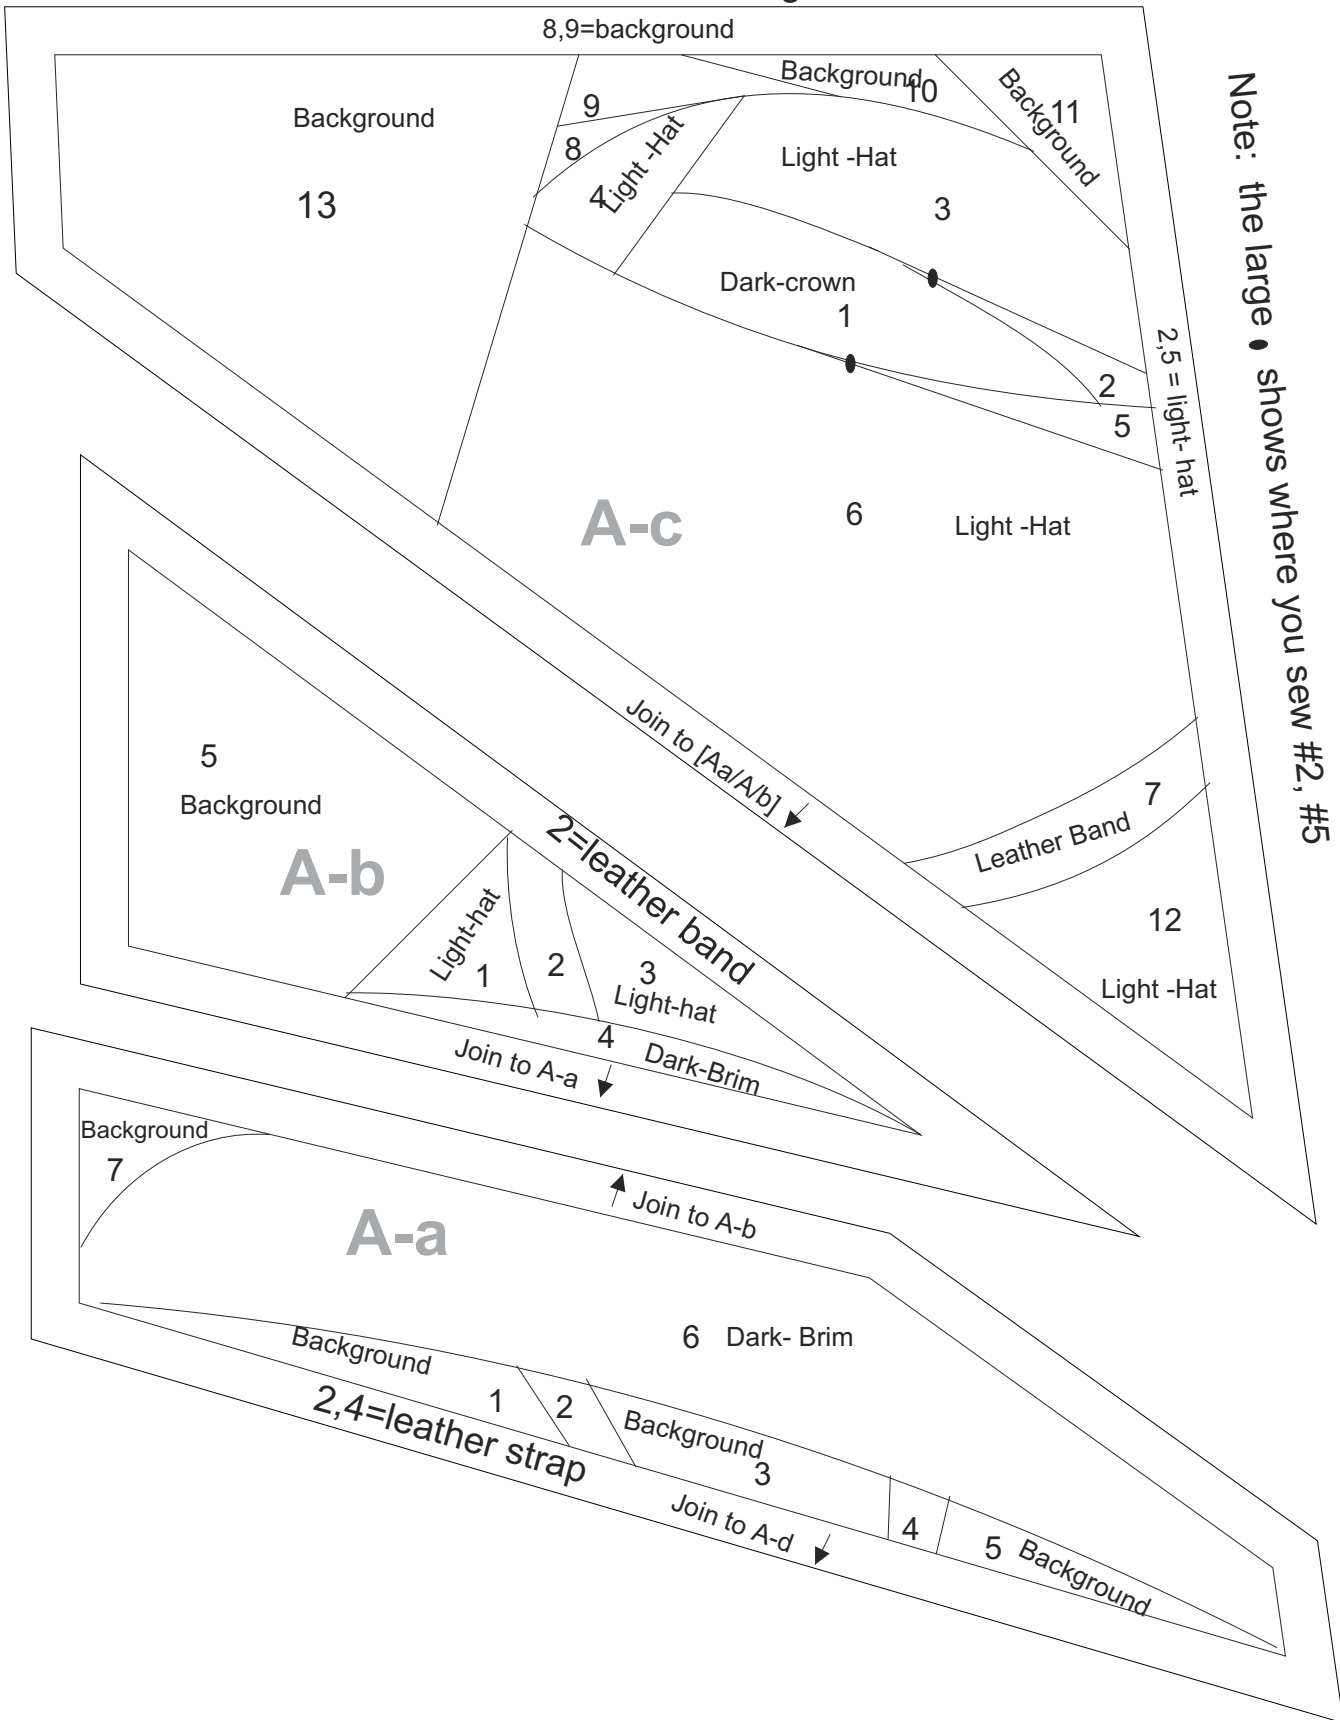 8,9=background
Background
13
9
8
4
Light -Hat
Background
10
Background
11
Light -Hat
3
Dark-crown
1
2
5
2,5 = light- hat
Note: the large shows where you sew #2, #5
A-c
6
Light -Hat
Join to [Aa/A/b]
7
Leather Band
12
Light -Hat
5
Background
A-b
2=leather band
Light-hat
1
2
3
Light-hat
4
Dark-Brim
Join to A-a
Background
7
A-a
Join to A-b
6 Dark- Brim
Background
1
2
Background
3
2,4=leather strap
Join to A-d
4
5 Background